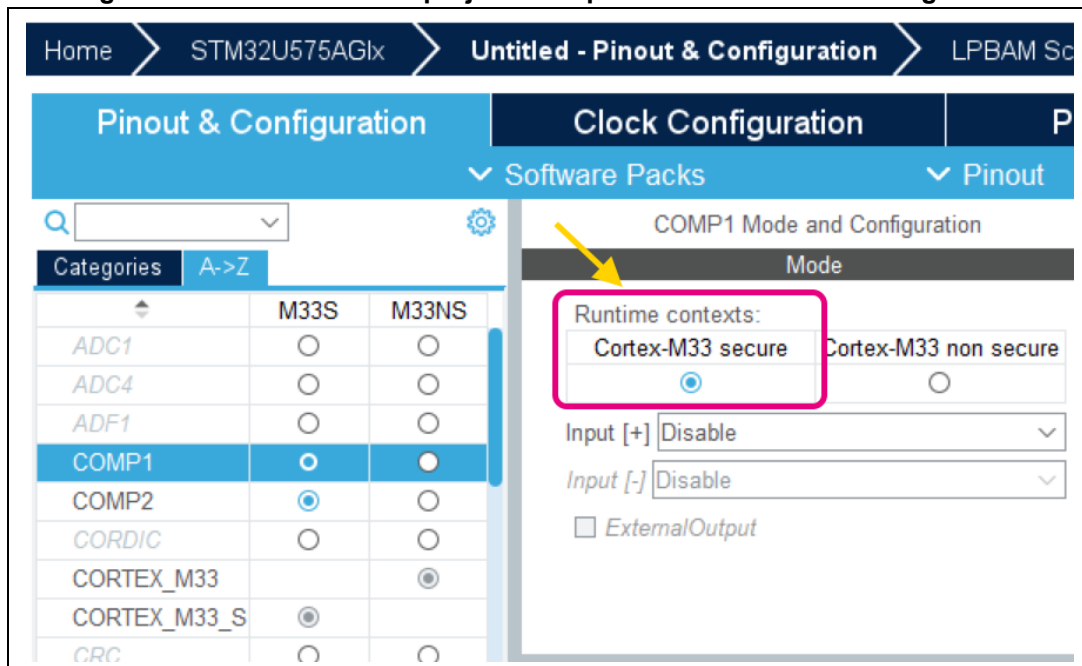 Home STM32U575AGIx Untitled - Pinout & Configuration LPBAM Sc
Pinout & Configuration Clock Configuration P
Software Packs Pinout
COMP1 Mode and Configuration
Categories A->Z
Mode
M33S M33NS
Runtime contexts:
Cortex-M33 secure Cortex-M33 non secure
ADC1
ADC4
ADF1
Input [+] Disable
COMP1
Input [-] Disable
COMP2
ExternalOutput
CORDIC
CORTEX_M33
CORTEX_M33_S
CRC